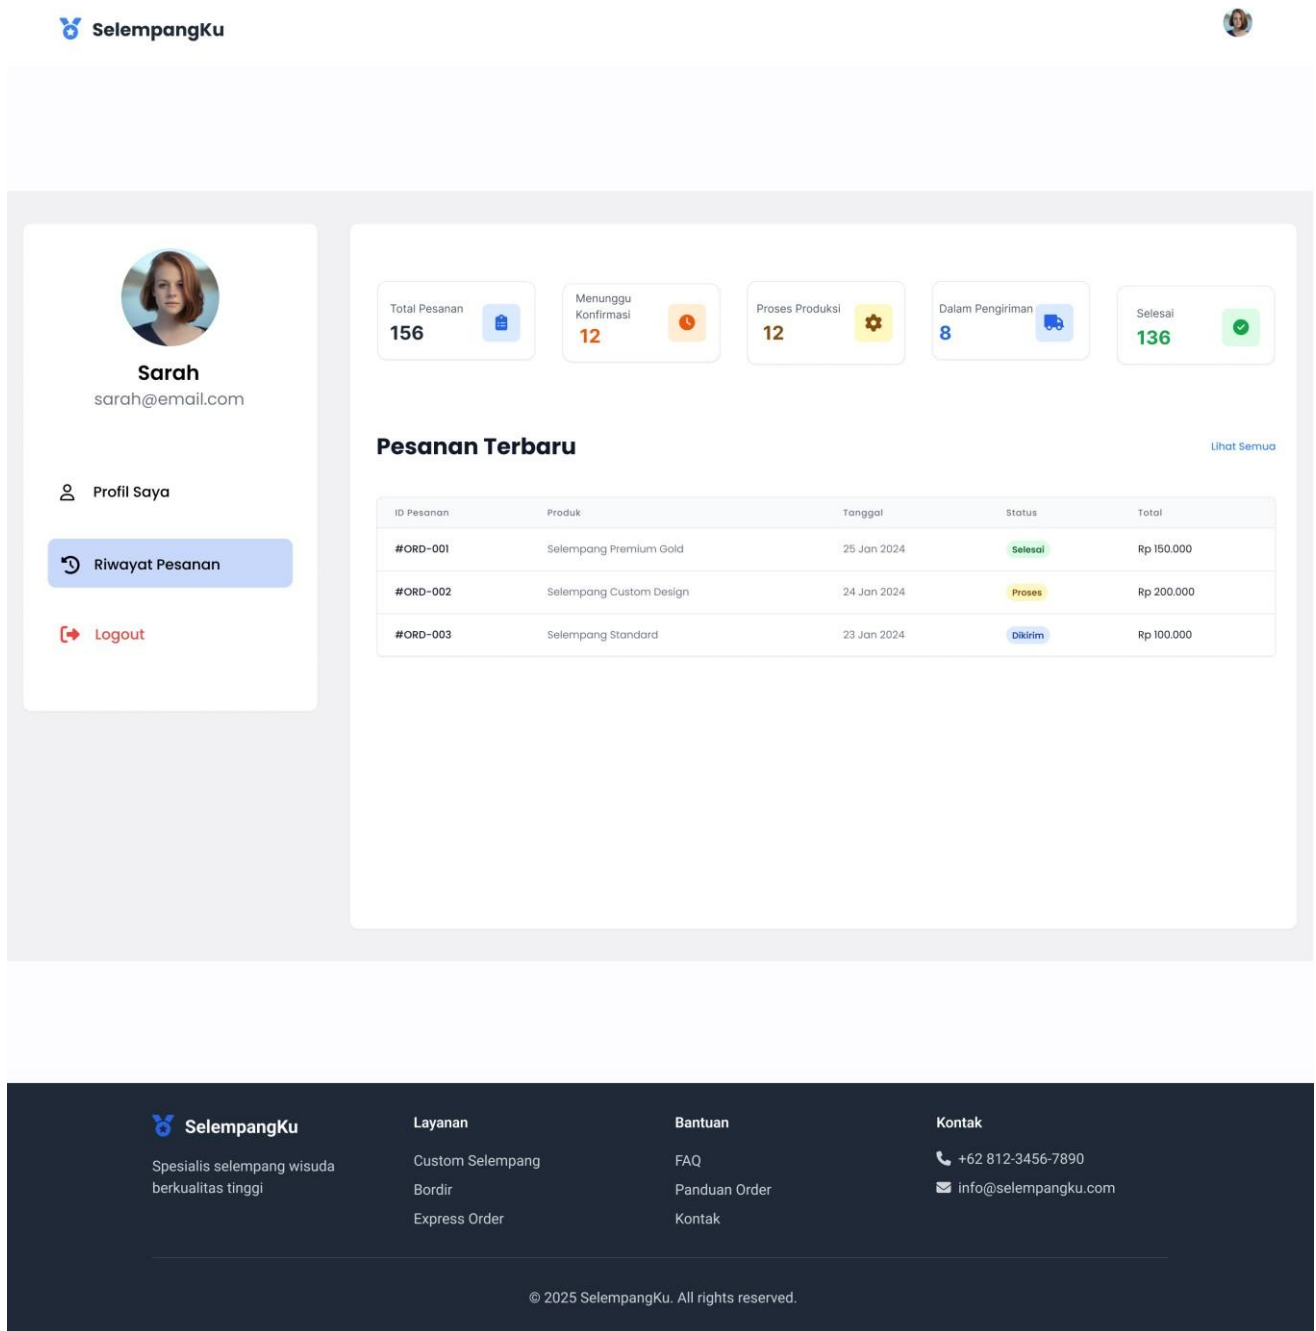 SelempangKu
Sarah
sarah@email.com
Profil Saya
Riwayat Pesanan
Logout
Total Pesanan
156
Menunggu
Konfirmasi
12
Proses Produksi
12
Dalam Pengiriman
8
Selesai
136
Pesanan Terbaru
Lihat Semua
ID Pesanan Produk Tanggal Status Total
#ORD-001 Selempang Premium Gold 25 Jan 2024 Selesai Rp 150.000
#ORD-002 Selempang Custom Design 24 Jan 2024 Proses Rp 200.000
#ORD-003 Selempang Standard 23 Jan 2024 Dikirim Rp 100.000
SelempangKu
Spesialis selempang wisuda
berkualitas tinggi
Layanan
Custom Selempang
Bordir
Express Order
Bantuan
FAQ
Panduan Order
Kontak
Kontak
+62 812-3456-7890
info@selempangku.com
© 2025 SelempangKu. All rights reserved.